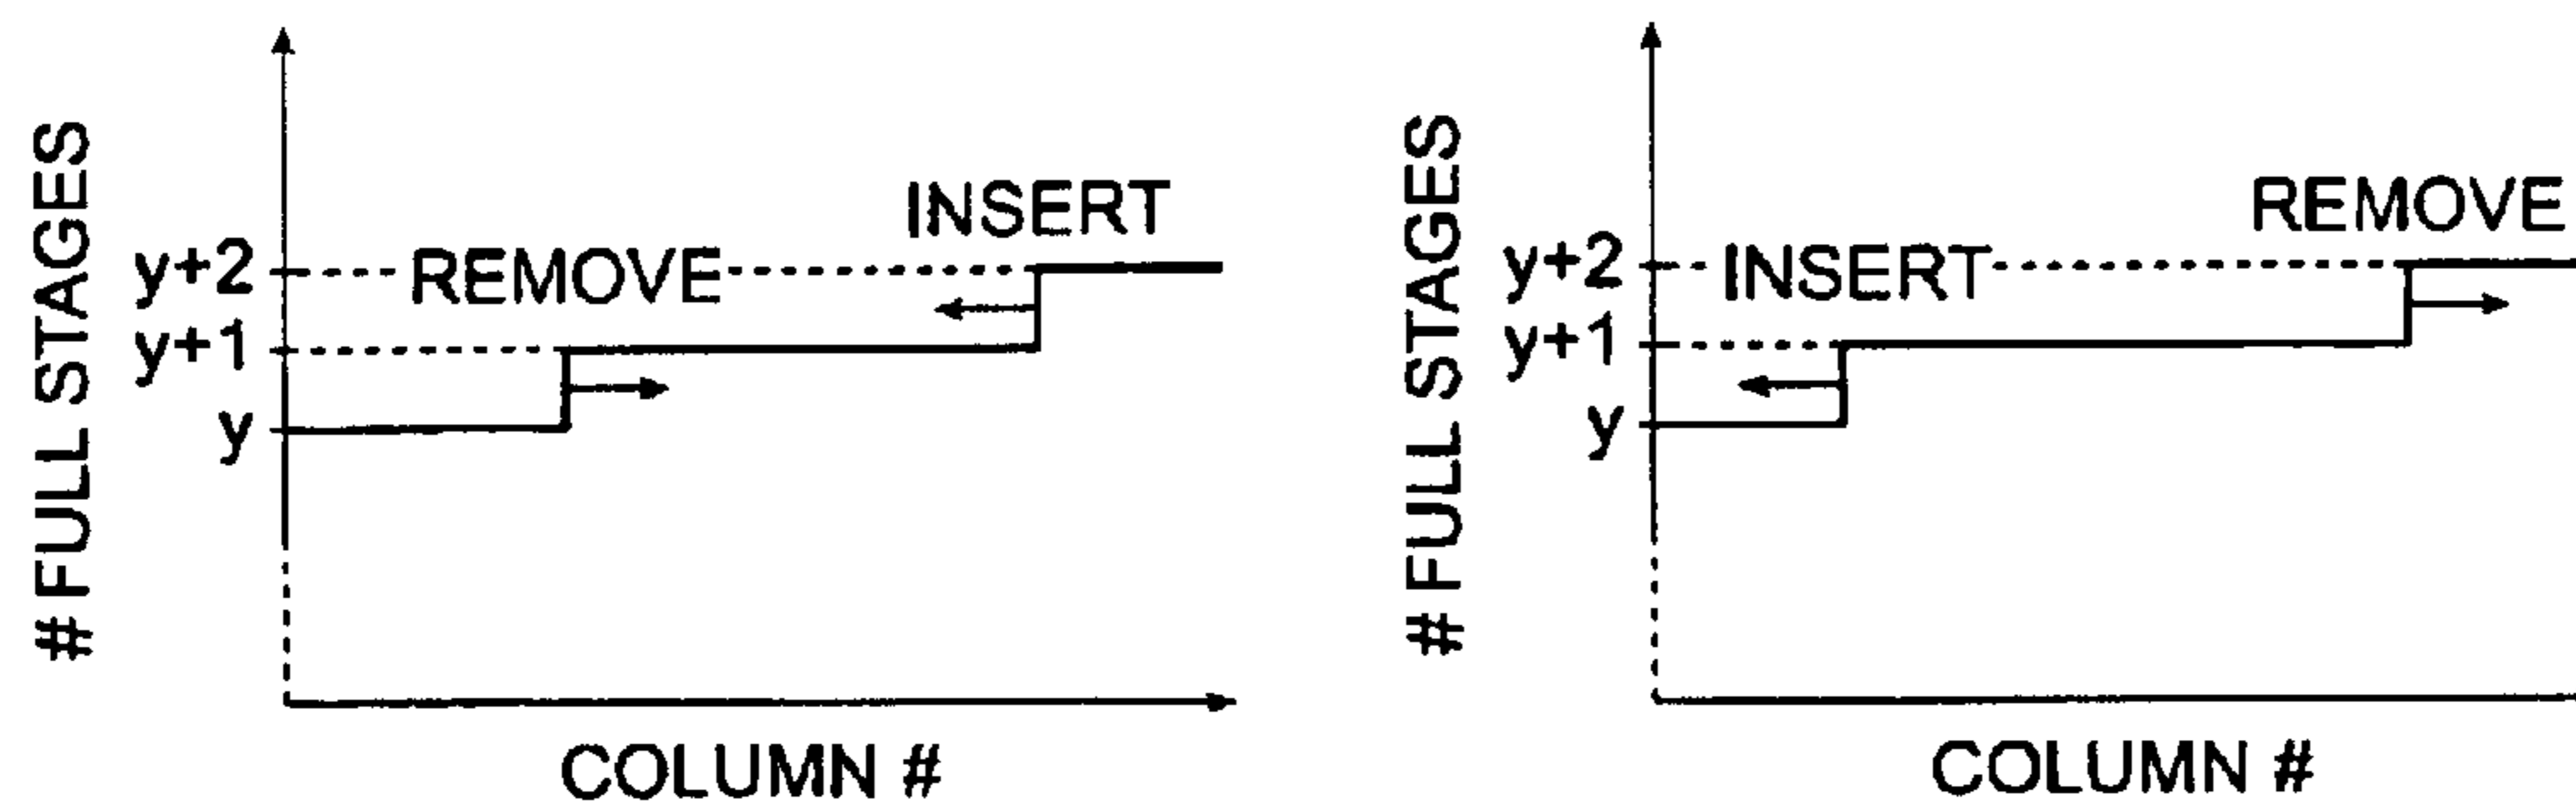 # FULL STAGES
INSERT
y+2
REMOVE
y+1
y
COLUMN #
# FULL STAGES
REMOVE
y+2
INSERT
y+1
y
COLUMN #